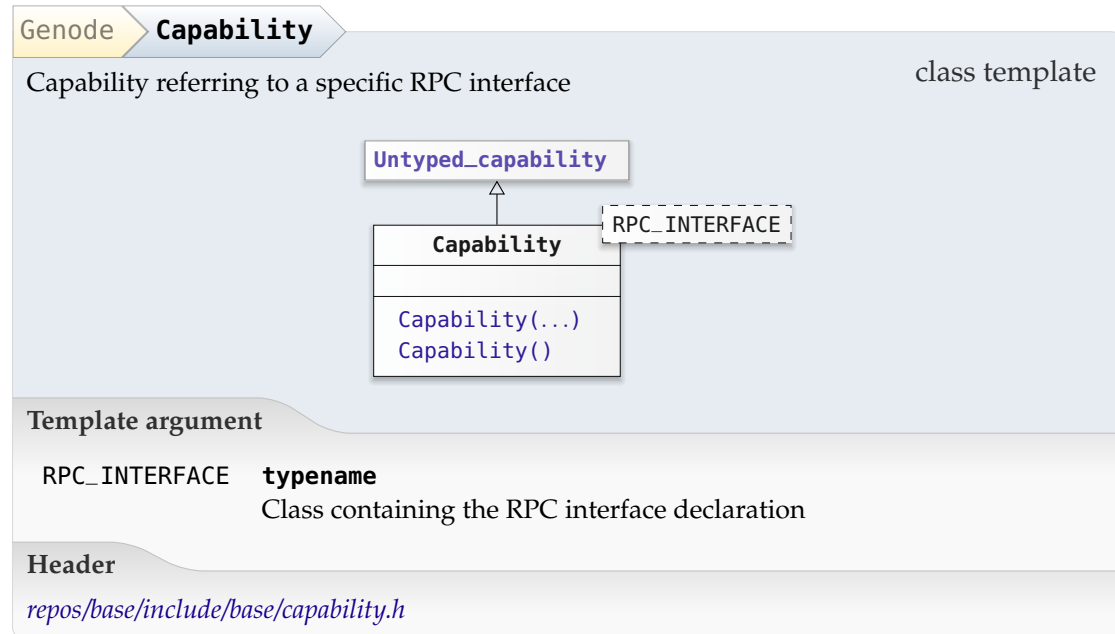 Genode Capability
Capability referring to a specific RPC interface
class template
Untyped_capability
RPC_INTERFACE
Capability
Capability(...)
Capability()
Template argument
RPC_INTERFACE typename
Class containing the RPC interface declaration
Header
repos/base/include/base/capability.h